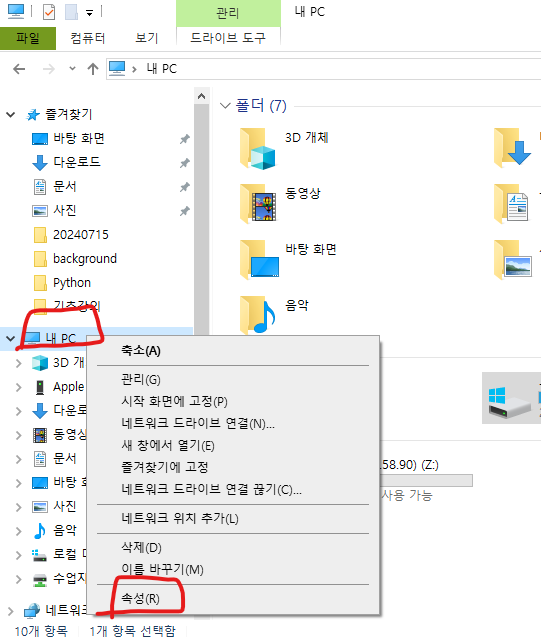 관리
내 PC
파일
컴퓨터
보기
드라이브 도구
내 PC
즐겨찾기
바탕 화면
다운로드
문서
사진
20240715
background
Python
기초강의
내 PC
3D 개
Apple
다운로
동영상
문서
바탕 화
사진
음악
로컬 디
수업자
네트워크
폴더 (7)
3D 개체
동영상
바탕 화면
음악
축소(A)
관리(G)
시작 화면에 고정(P)
네트워크 드라이브 연결(N)...
새 창에서 열기(E)
즐겨찾기에 고정
네트워크 드라이브 연결 끊기(C)...
네트워크 위치 추가(L)
삭제(D)
이름 바꾸기(M)
속성(R)
.58.90) (Z:)
사용 가능
10개 항목
1개 항목 선택함